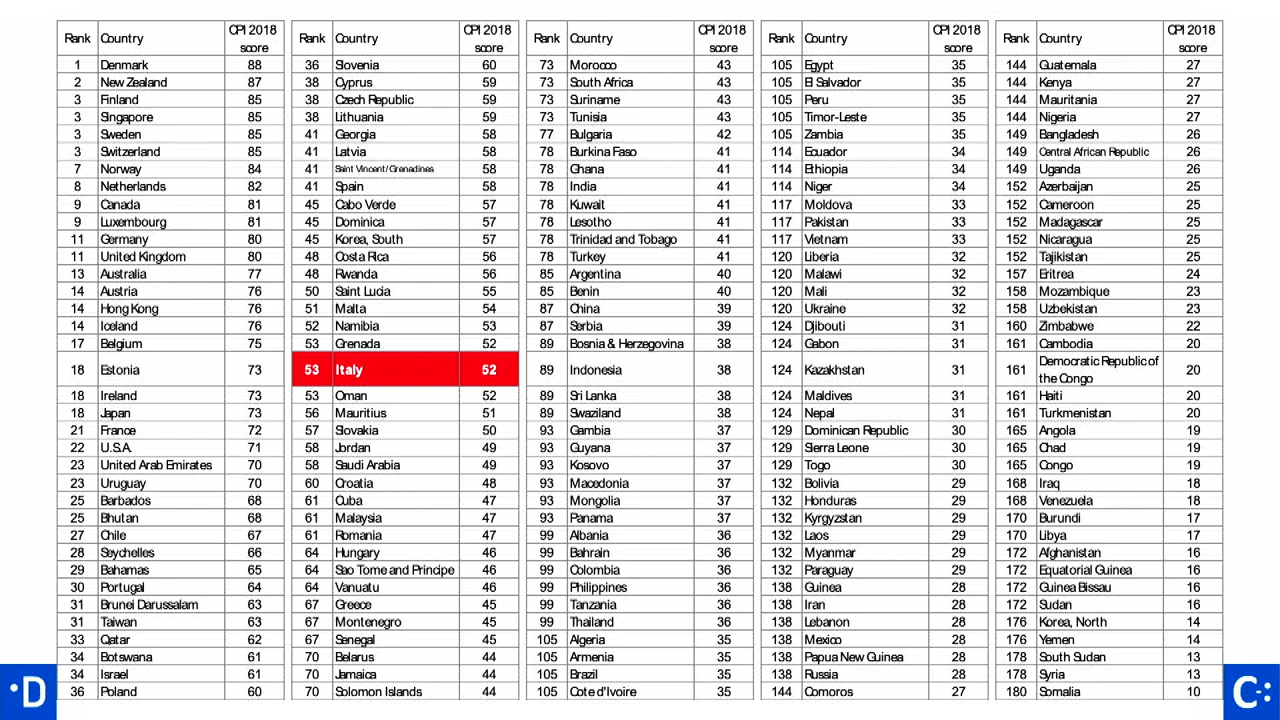 Rank Country CPI 2018 score
1 Denmark 88
2 New Zealand 87
3 Finland 85
3 Singapore 85
3 Sweden 85
3 Switzerland 85
7 Norway 84
8 Netherlands 82
9 Canada 81
9 Luxembourg 81
11 Germany 80
11 United Kingdom 80
13 Australia 77
14 Austria 76
14 Hong Kong 76
14 Iceland 76
17 Belgium 75
18 Estonia 73
18 Ireland 73
18 Japan 73
21 France 72
22 U.S.A. 71
23 United Arab Emirates 70
23 Uruguay 70
25 Barbados 68
25 Bhutan 68
27 Chile 67
28 Seychelles 66
29 Bahamas 65
30 Portugal 64
31 Brunei Darussalam 63
31 Taiwan 63
33 Qatar 62
34 Botswana 61
34 Israel 61
36 Poland 60
Rank Country CPI 2018 score
36 Slovenia 60
38 Cyprus 59
38 Czech Republic 59
38 Lithuania 59
41 Georgia 58
41 Latvia 58
41 Saint Vincent/Grenadines 58
41 Spain 58
45 Cabo Verde 57
45 Dominica 57
45 Korea, South 57
48 Costa Rica 56
48 Rwanda 56
50 Saint Lucia 55
51 Malta 54
52 Namibia 53
53 Grenada 52
53 Italy 52
53 Oman 52
56 Mauritius 51
57 Slovakia 50
58 Jordan 49
58 Saudi Arabia 49
60 Croatia 48
61 Cuba 47
61 Malaysia 47
61 Romania 47
64 Hungary 46
64 Sao Tome and Principe 46
64 Vanuatu 46
67 Greece 45
67 Montenegro 45
67 Senegal 45
70 Belarus 44
70 Jamaica 44
70 Solomon Islands 44
Rank Country CPI 2018 score
73 Morocco 43
73 South Africa 43
73 Suriname 43
73 Tunisia 43
77 Bulgaria 42
78 Burkina Faso 41
78 Ghana 41
78 India 41
78 Kuwait 41
78 Lesotho 41
78 Trinidad and Tobago 41
78 Turkey 41
85 Argentina 40
85 Benin 40
87 China 39
87 Serbia 39
89 Bosnia & Herzegovina 38
89 Indonesia 38
89 Sri Lanka 38
89 Swaziland 38
93 Gambia 37
93 Guyana 37
93 Kosovo 37
93 Macedonia 37
93 Mongolia 37
93 Panama 37
99 Albania 36
99 Bahrain 36
99 Colombia 36
99 Philippines 36
99 Tanzania 36
99 Thailand 36
105 Algeria 35
105 Armenia 35
105 Brazil 35
105 Cote d'Ivoire 35
Rank Country CPI 2018 score
105 Egypt 35
105 El Salvador 35
105 Peru 35
105 Timor-Leste 35
105 Zambia 35
114 Ecuador 34
114 Ethiopia 34
114 Niger 34
117 Moldova 33
117 Pakistan 33
117 Vietnam 33
120 Liberia 32
120 Malawi 32
120 Mali 32
120 Ukraine 32
124 Djibouti 31
124 Gabon 31
124 Kazakhstan 31
124 Maldives 31
124 Nepal 31
129 Dominican Republic 30
129 Sierra Leone 30
129 Togo 30
132 Bolivia 29
132 Honduras 29
132 Kyrgyzstan 29
132 Laos 29
132 Myanmar 29
132 Paraguay 29
138 Guinea 28
138 Iran 28
138 Lebanon 28
138 Mexico 28
138 Papua New Guinea 28
138 Russia 28
144 Comoros 27
Rank Country CPI 2018 score
144 Guatemala 27
144 Kenya 27
144 Mauritania 27
144 Nigeria 27
149 Bangladesh 26
149 Central African Republic 26
149 Uganda 26
152 Azerbaijan 25
152 Cameroon 25
152 Madagascar 25
152 Nicaragua 25
152 Tajikistan 25
157 Eritrea 24
158 Mozambique 23
158 Uzbekistan 23
160 Zimbabwe 22
161 Cambodia 20
161 Democratic Republic of the Congo 20
161 Haiti 20
161 Turkmenistan 20
165 Angola 19
165 Chad 19
165 Congo 19
168 Iraq 18
168 Venezuela 18
170 Burundi 17
170 Libya 17
172 Afghanistan 16
172 Equatorial Guinea 16
172 Guinea Bissau 16
172 Sudan 16
176 Korea, North 14
176 Yemen 14
178 South Sudan 13
178 Syria 13
180 Somalia 10
·D
C:·